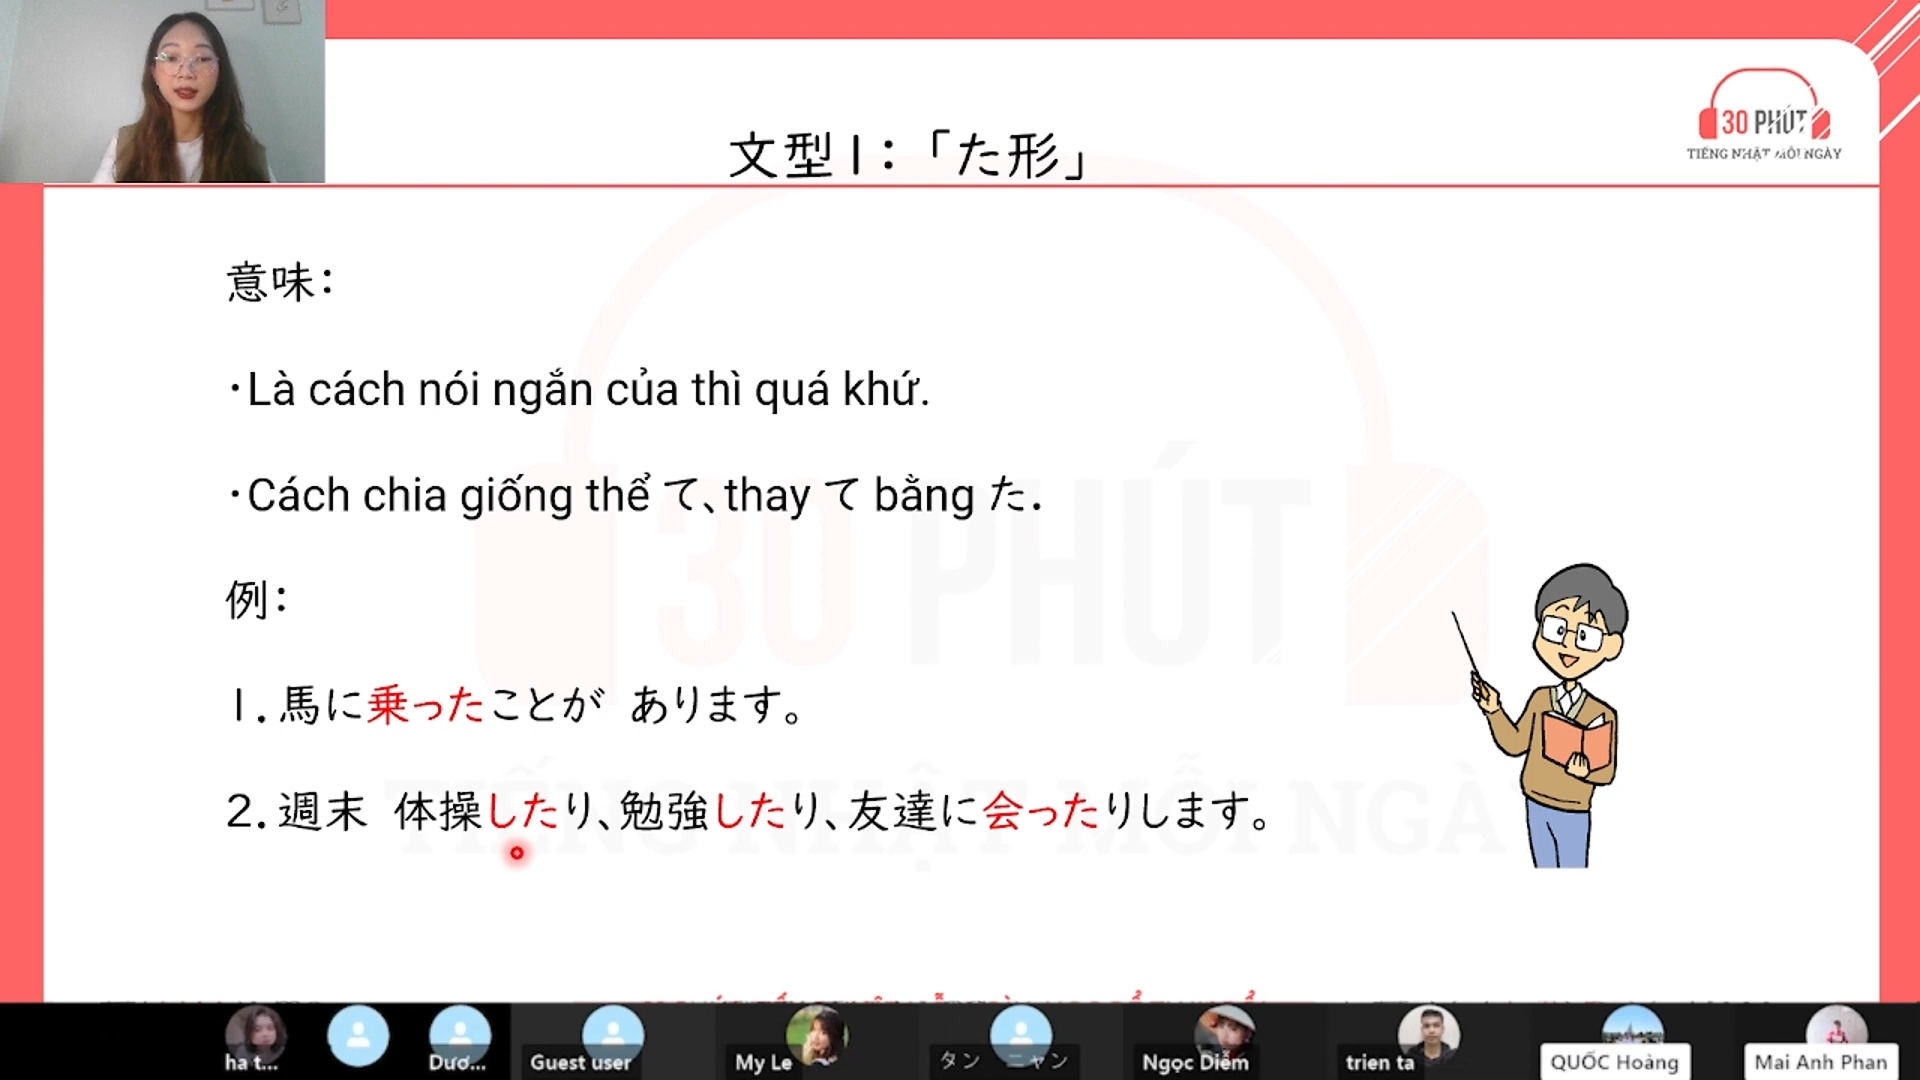 30 PHÚT
TIẾNG NHẬT MỖI NGÀY
文型1：「た形」
意味：
・Là cách nói ngắn của thì quá khứ.
・Cách chia giống thể て、thay て bằng た.
例：
1. 馬に乗ったことが あります。
2. 週末 体操したり、勉強したり、友達に会ったりします。
30 PHÚT
TIẾNG NHẬT MỖI NGÀ
ha t...
Dươ...
Guest user
My Le
タン ニャン
Ngọc Diễm
trien ta
QUỐC Hoàng
Mai Anh Phan